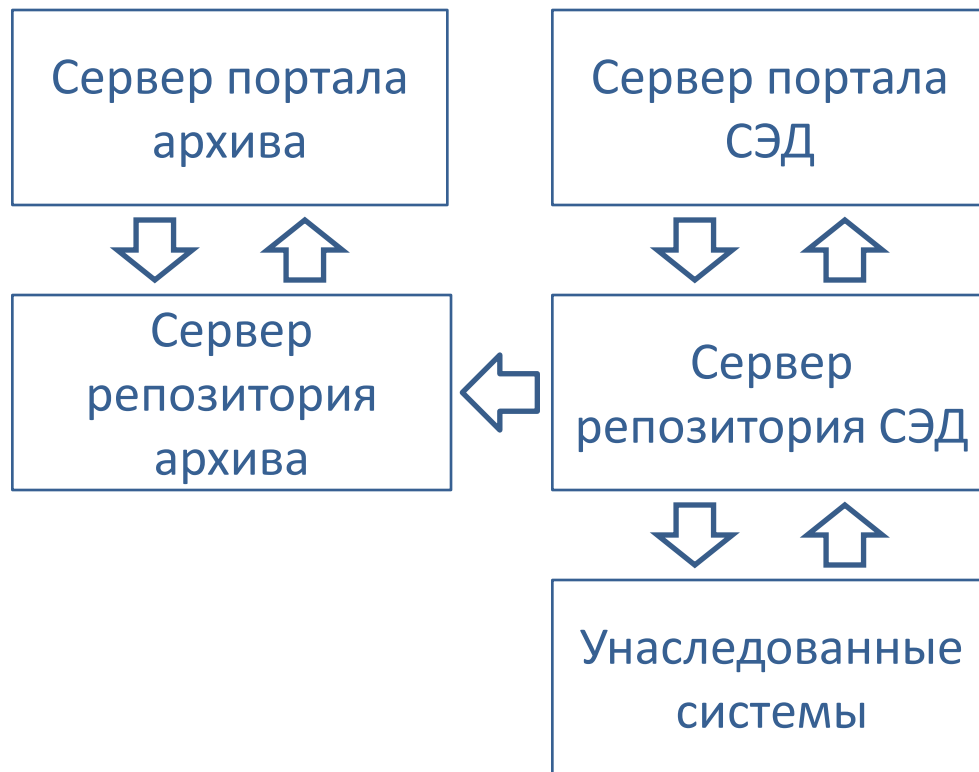 Сервер портала
архива
Сервер портала
СЭД
Сервер
репозитория
архива
Сервер
репозитория СЭД
Унаследованные
системы